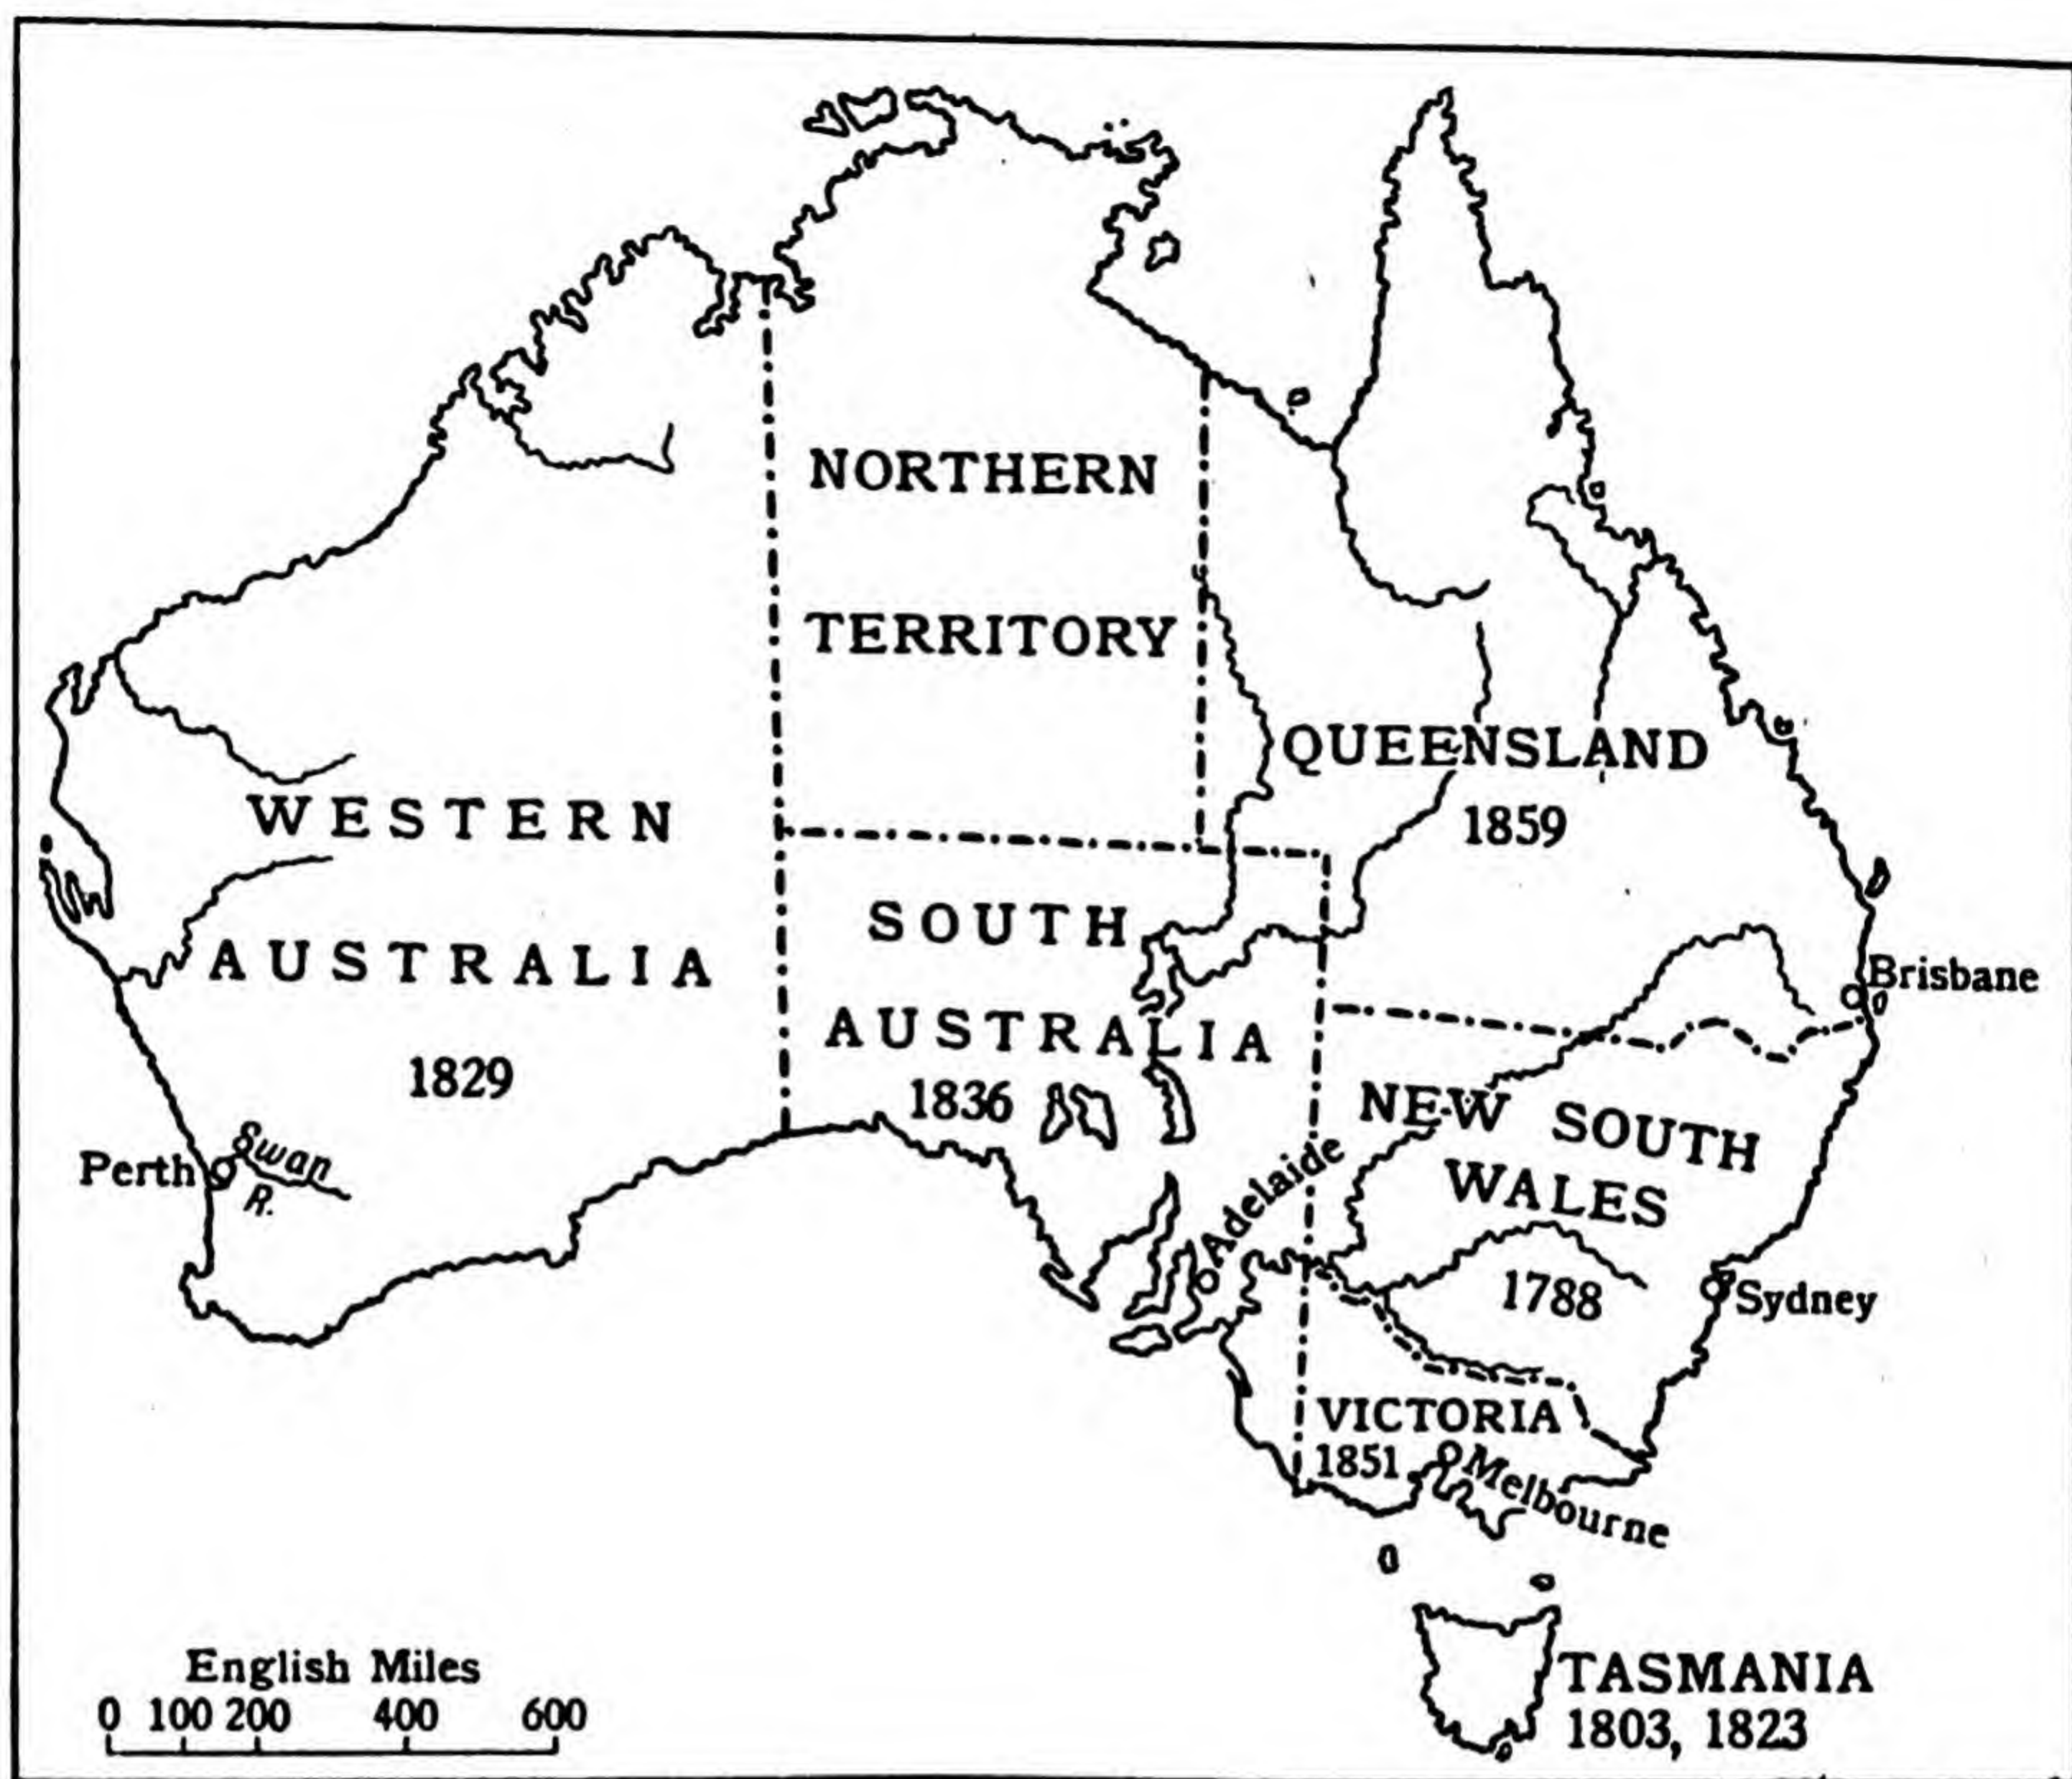 NORTHERN
TERRITORY
QUEENSLAND
1859
WESTERN
AUSTRALIA
1829
SOUTH
AUSTRALIA
1836
Brisbane
NEW SOUTH
WALES
1788
Perth
Swan
R.
Adelaide
Sydney
VICTORIA
1851
Melbourne
TASMANIA
1803, 1823
English Miles
0 100 200 400 600